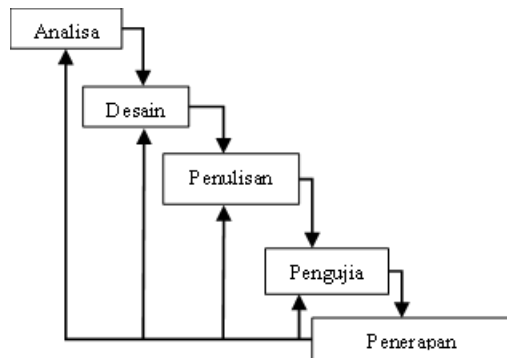 Analisa
Desain
Penulisan
Pengujia
Penerapan